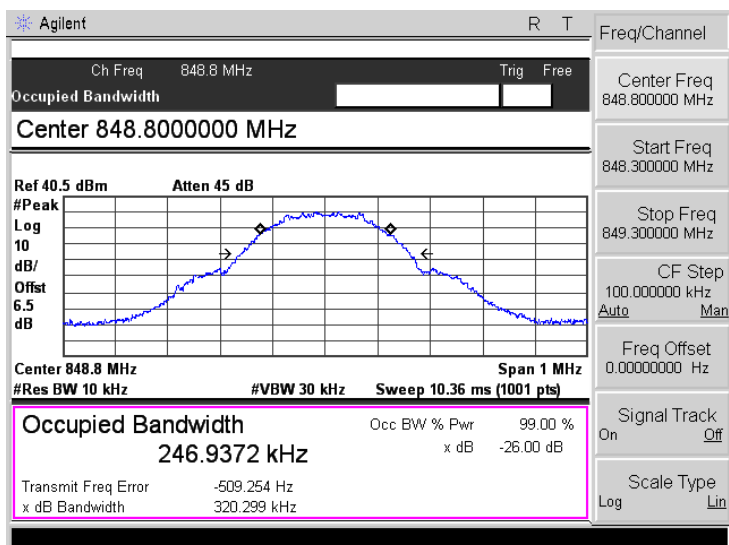 Agilent R T
Ch Freq 848.8 MHz Trig Free
Occupied Bandwidth
Center 848.8000000 MHz
Ref 40.5 dBm Atten 45 dB
#Peak
Log
10
dB/
Offst
6.5
dB
Center 848.8 MHz Span 1 MHz
#Res BW 10 kHz #VBW 30 kHz Sweep 10.36 ms (1001 pts)
Occupied Bandwidth Occ BW % Pwr 99.00 %
246.9372 kHz x dB -26.00 dB
Transmit Freq Error -509.254 Hz
x dB Bandwidth 320.299 kHz
Freq/Channel
Center Freq
848.800000 MHz
Start Freq
848.300000 MHz
Stop Freq
849.300000 MHz
CF Step
100.000000 kHz
Auto Man
Freq Offset
0.00000000 Hz
Signal Track
On Off
Scale Type
Log Lin